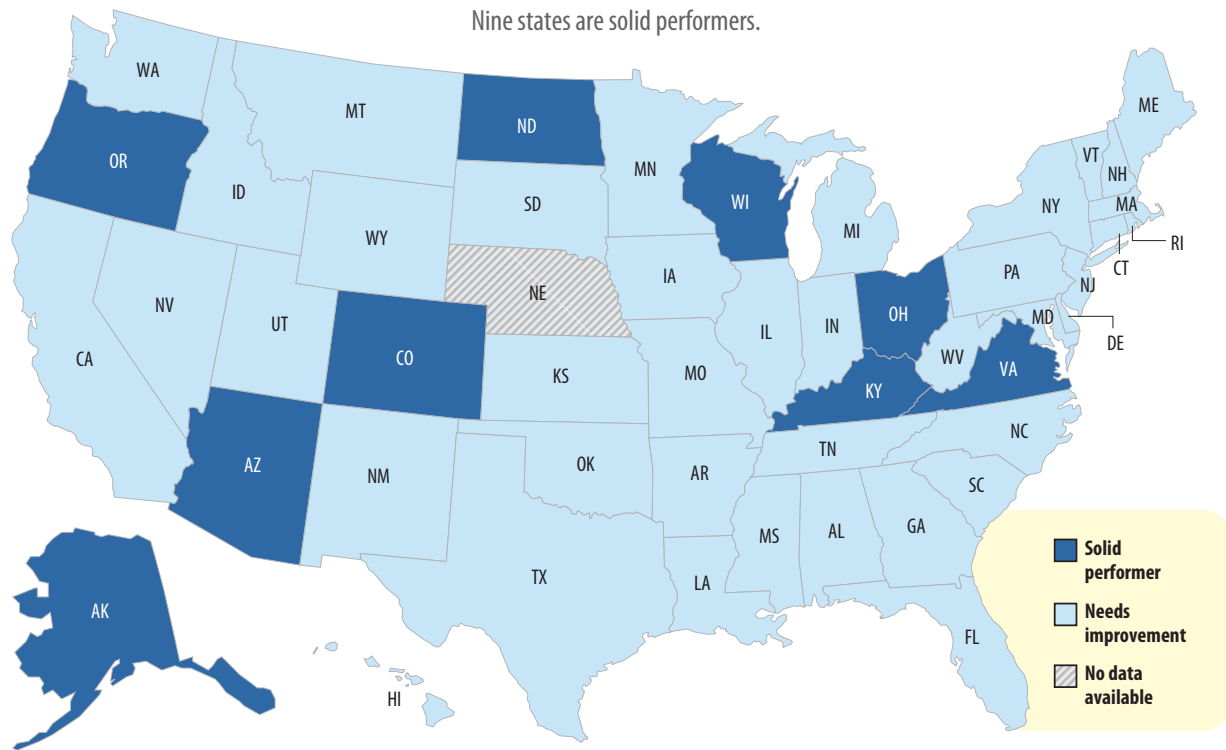 Nine states are solid performers.
WA
MT
ND
ME
OR
MN
VT
NH
ID
SD
WI
NY
MA
WY
MI
RI
IA
PA
CT
NE
NJ
NV
UT
IL
IN
OH
MD
DE
CA
CO
KS
MO
WV
VA
KY
NC
AZ
NM
OK
AR
TN
SC
MS
AL
GA
TX
LA
AK
FL
HI
Solid
performer
Needs
improvement
No data
available